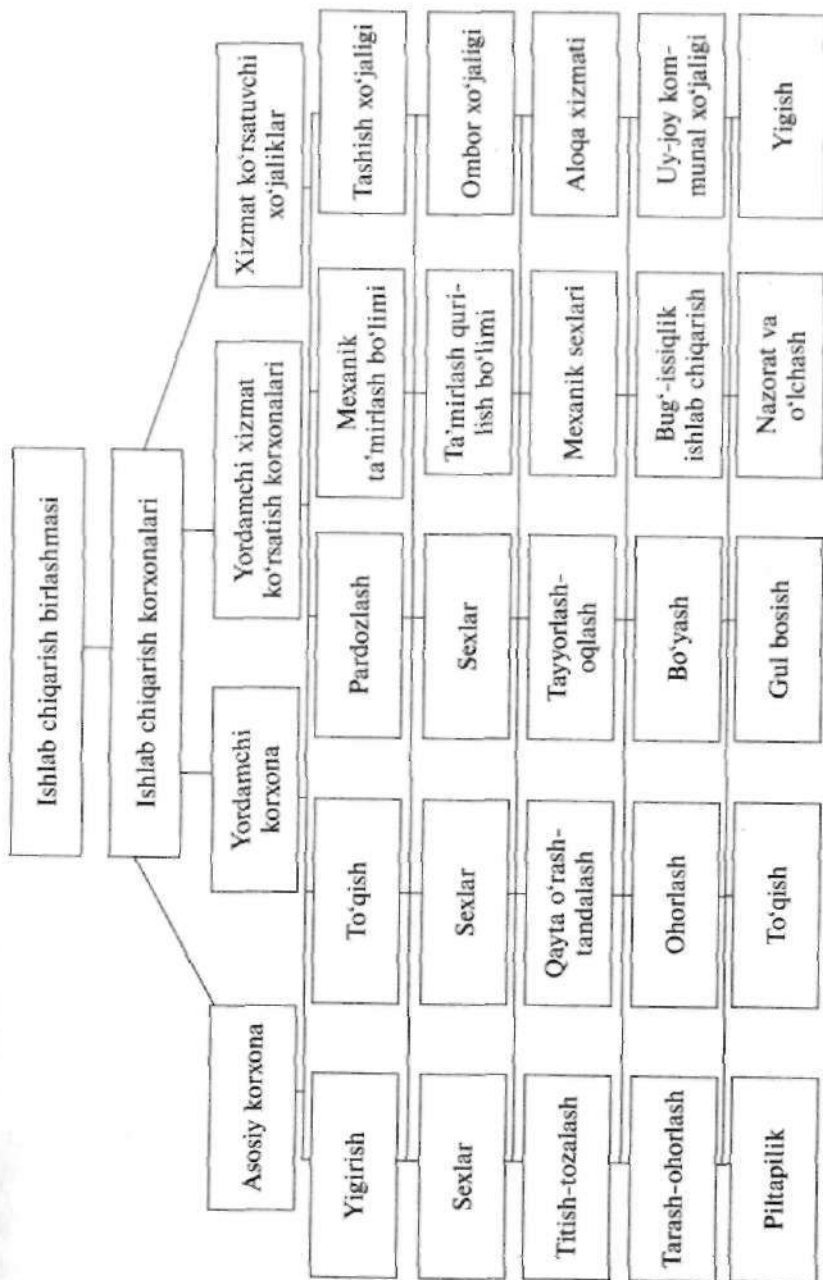 Ishlab chiqarish birlashmasi
Ishlab chiqarish korxonalari
Asosiy korxona
Yordamchi
korxona
Yordamchi xizmat
ko‘rsatish korxonalari
Xizmat ko‘rsatuvchi
xo‘jaliklar
Yigirish
To‘qish
Pardozlash
Mexanik
ta’mirlash bo‘limi
Tashish xo‘jaligi
Sexlar
Sexlar
Sexlar
Ta’mirlash quri-
lish bo‘limi
Ombor xo‘jaligi
Titish-tozalash
Qayta o‘rash-
tandalash
Tayyorlash-
oqlash
Mexanik sexlari
Aloqa xizmati
Tarash-ohorlash
Ohorlash
Bo‘yash
Bug‘-issiqlik
ishlab chiqarish
Uy-joy kom-
munal xo‘jaligi
Piltapilik
To‘qish
Gul bosish
Nazorat va
o‘lchash
Yigish